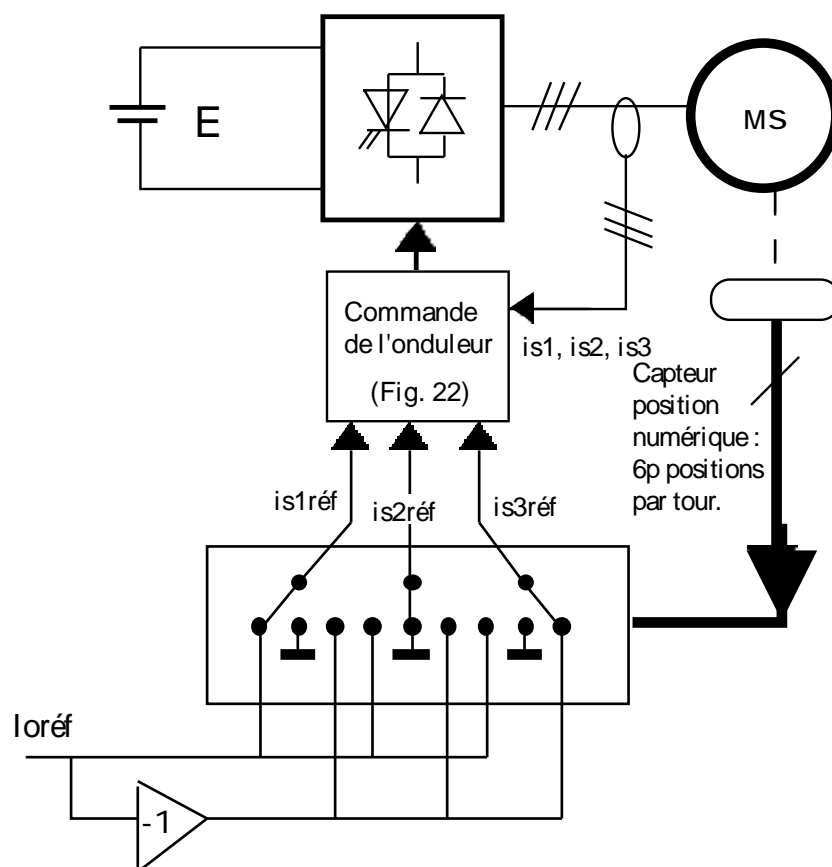 E
MS
Commande
de l'onduleur
(Fig. 22)
is1, is2, is3
Capteur
position
numérique :
6p positions
par tour.
is1réf
is2réf
is3réf
Ioréf
-1